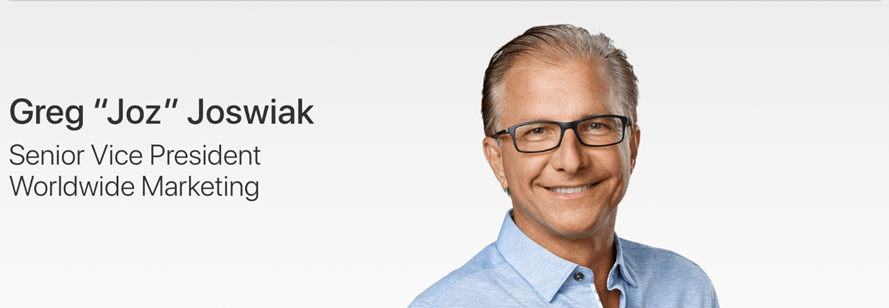 Greg “Joz” Joswiak
Senior Vice President
Worldwide Marketing